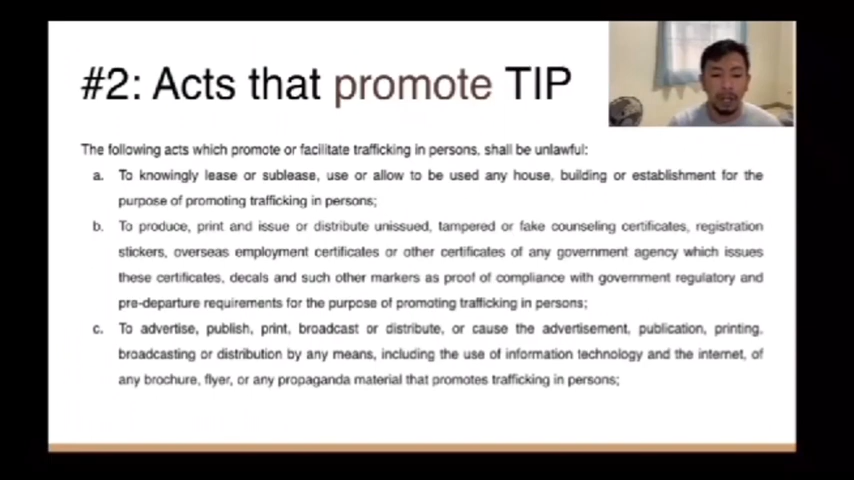 #2: Acts that promote TIP
The following acts which promote or facilitate trafficking in persons, shall be unlawful:
a. To knowingly lease or sublease, use or allow to be used any house, building or establishment for the
purpose of promoting trafficking in persons;
b. To produce, print and issue or distribute unissued, tampered or fake counseling certificates, registration
stickers, overseas employment certificates or other certificates of any government agency which issues
these certificates, decals and such other markers as proof of compliance with government regulatory and
pre-departure requirements for the purpose of promoting trafficking in persons;
c. To advertise, publish, print, broadcast or distribute, or cause the advertisement, publication, printing,
broadcasting or distribution by any means, including the use of information technology and the internet, of
any brochure, flyer, or any propaganda material that promotes trafficking in persons;